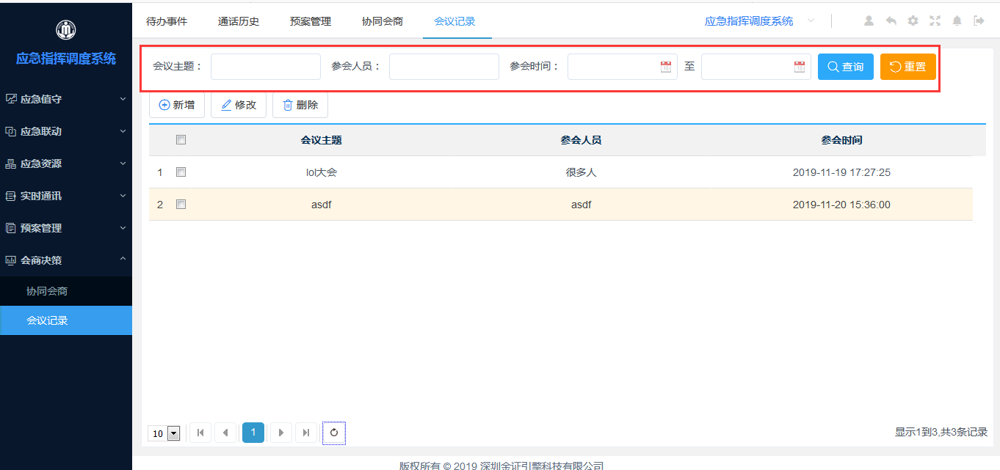 应急指挥调度系统
应急值守
应急联动
应急资源
实时通讯
预案管理
会商决策
协同会商
会议记录
待办事件 通话历史 预案管理 协同会商 会议记录 应急指挥调度系统
会议主题： 参会人员： 参会时间： 至 查询 重置
新增 修改 删除
会议主题 参会人员 参会时间
1 lol大会 很多人 2019-11-19 17:27:25
2 asdf asdf 2019-11-20 15:36:00
10 1 显示1到3,共3条记录
版权所有 © 2019 深圳金证引擎科技有限公司